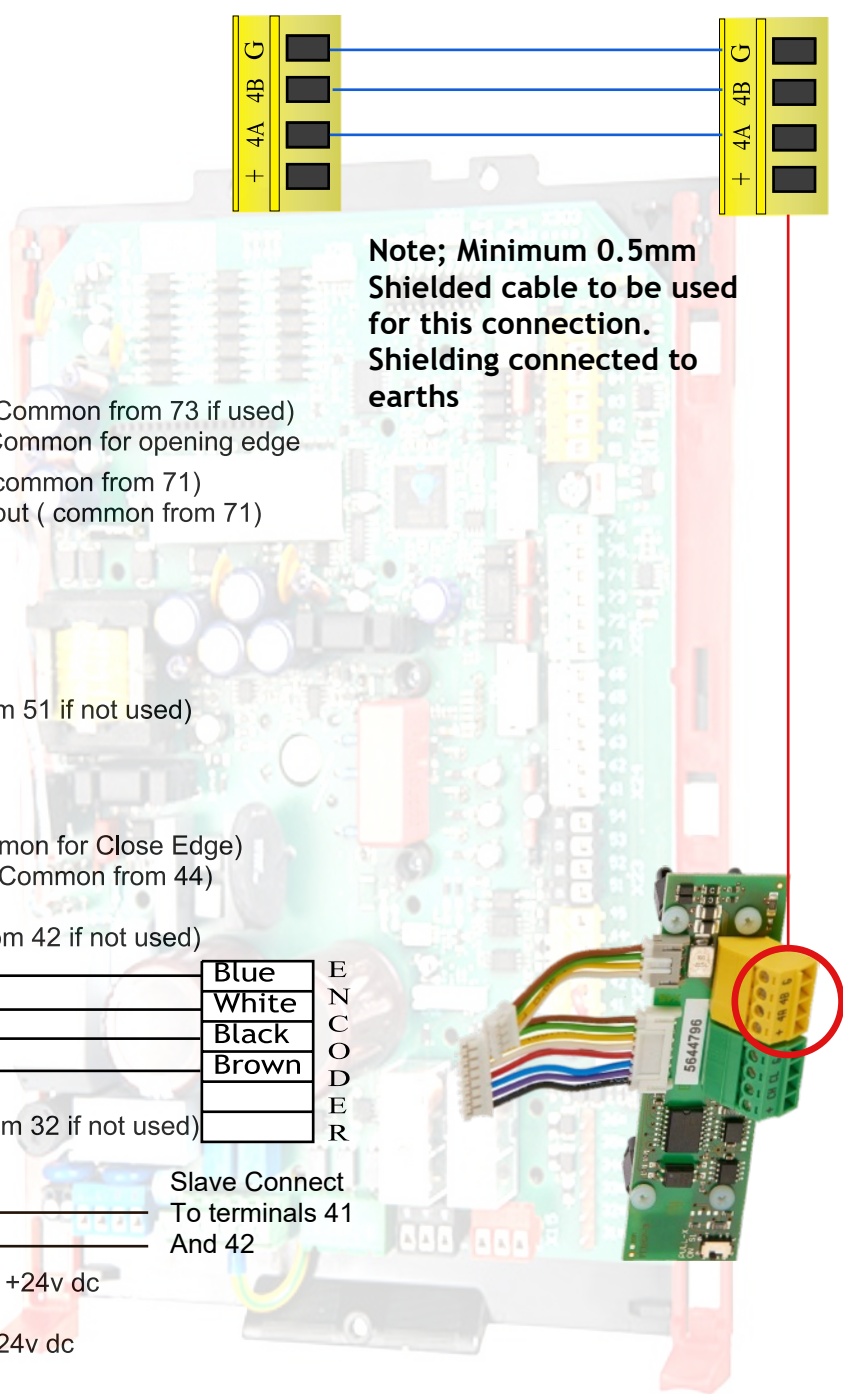 G
4B
4A
+
G
4B
4A
+
Note; Minimum 0.5mm
Shielded cable to be used
for this connection.
Shielding connected to
earths
Common from 73 if used)
Common for opening edge
common from 71)
out ( common from 71)
m 51 if not used)
mon for Close Edge)
Common from 44)
om 42 if not used)
Blue
White
Black
Brown
ENCODER
m 32 if not used)
5644796
+ 4A 4B G
Slave Connect
To terminals 41
And 42
+24v dc
24v dc